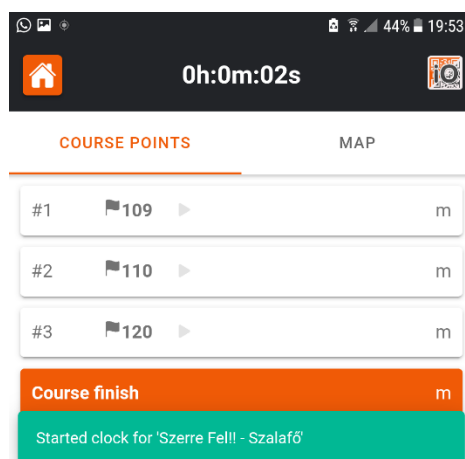 44% 19:53
0h:0m:02s
iO
COURSE POINTS MAP
#1 109 m
#2 110 m
#3 120 m
Course finish m
Started clock for 'Szerre Fel!! - Szalafő'